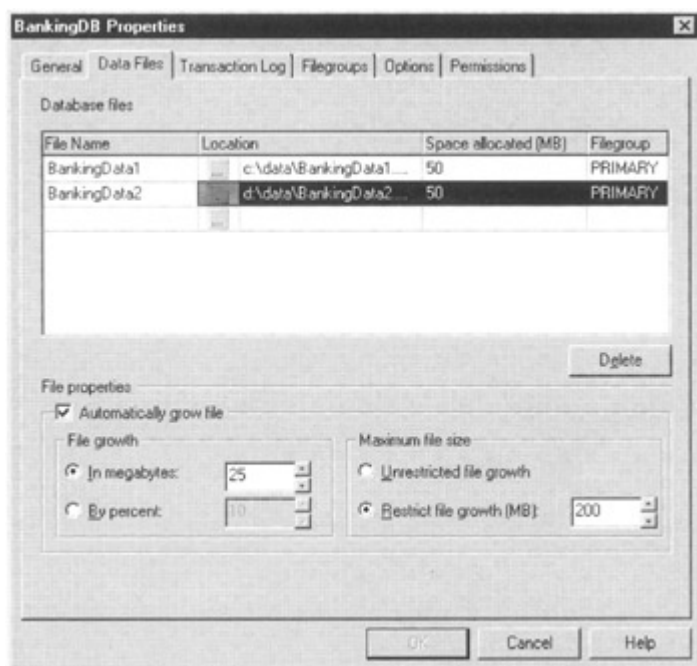 BankingDB Properties
General Data Files Transaction Log Filegroups Options Permissions
Database files
File Name Location Space allocated (MB) Filegroup
BankingData1 ... c:\data\BankingData1.... 50 PRIMARY
BankingData2 ... d:\data\BankingData2.... 50 PRIMARY
...
Delete
File properties
Automatically grow file
File growth Maximum file size
In megabytes: 25 Unrestricted file growth
By percent: 10 Restrict file growth (MB): 200
OK Cancel Help